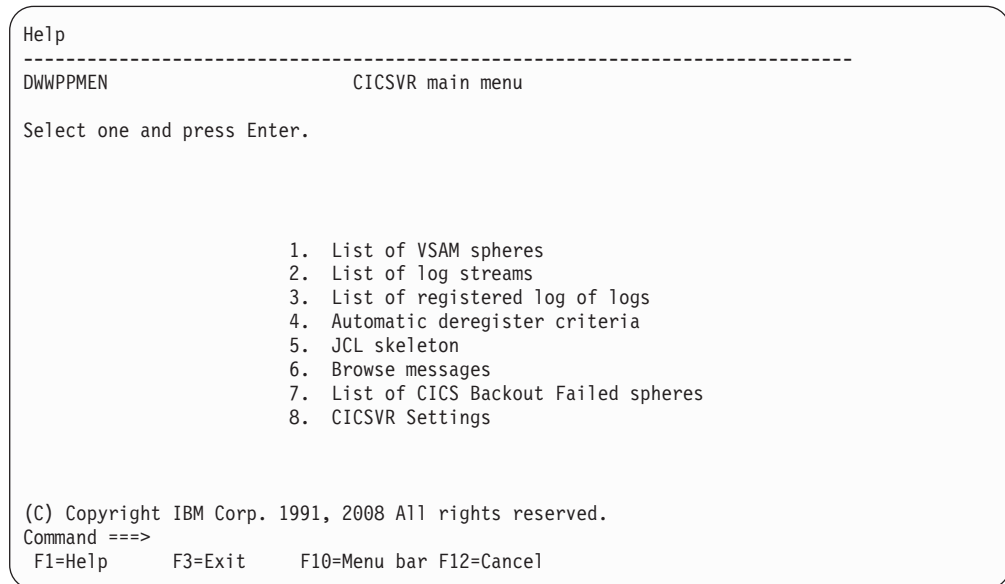 Help
------------------------------------------------------------------------------
DWWPPMEN CICSVR main menu
Select one and press Enter.
1. List of VSAM spheres
2. List of log streams
3. List of registered log of logs
4. Automatic deregister criteria
5. JCL skeleton
6. Browse messages
7. List of CICS Backout Failed spheres
8. CICSVR Settings
(C) Copyright IBM Corp. 1991, 2008 All rights reserved.
Command ===>
F1=Help F3=Exit F10=Menu bar F12=Cancel